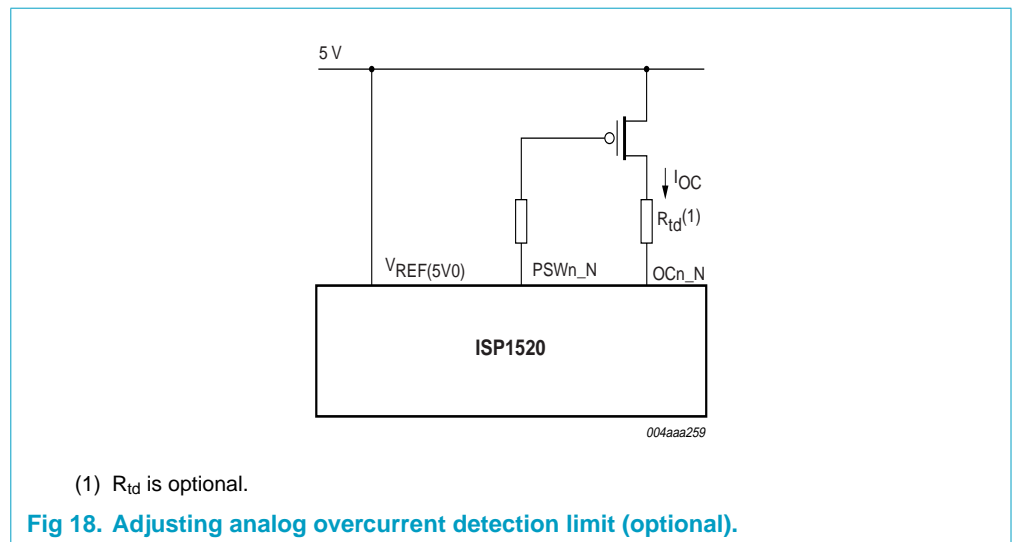 5 V
I_OC
R_td(1)
V_REF(5V0) PSWn_N OCn_N
ISP1520
004aaa259
(1) R_td is optional.
Fig 18. Adjusting analog overcurrent detection limit (optional).